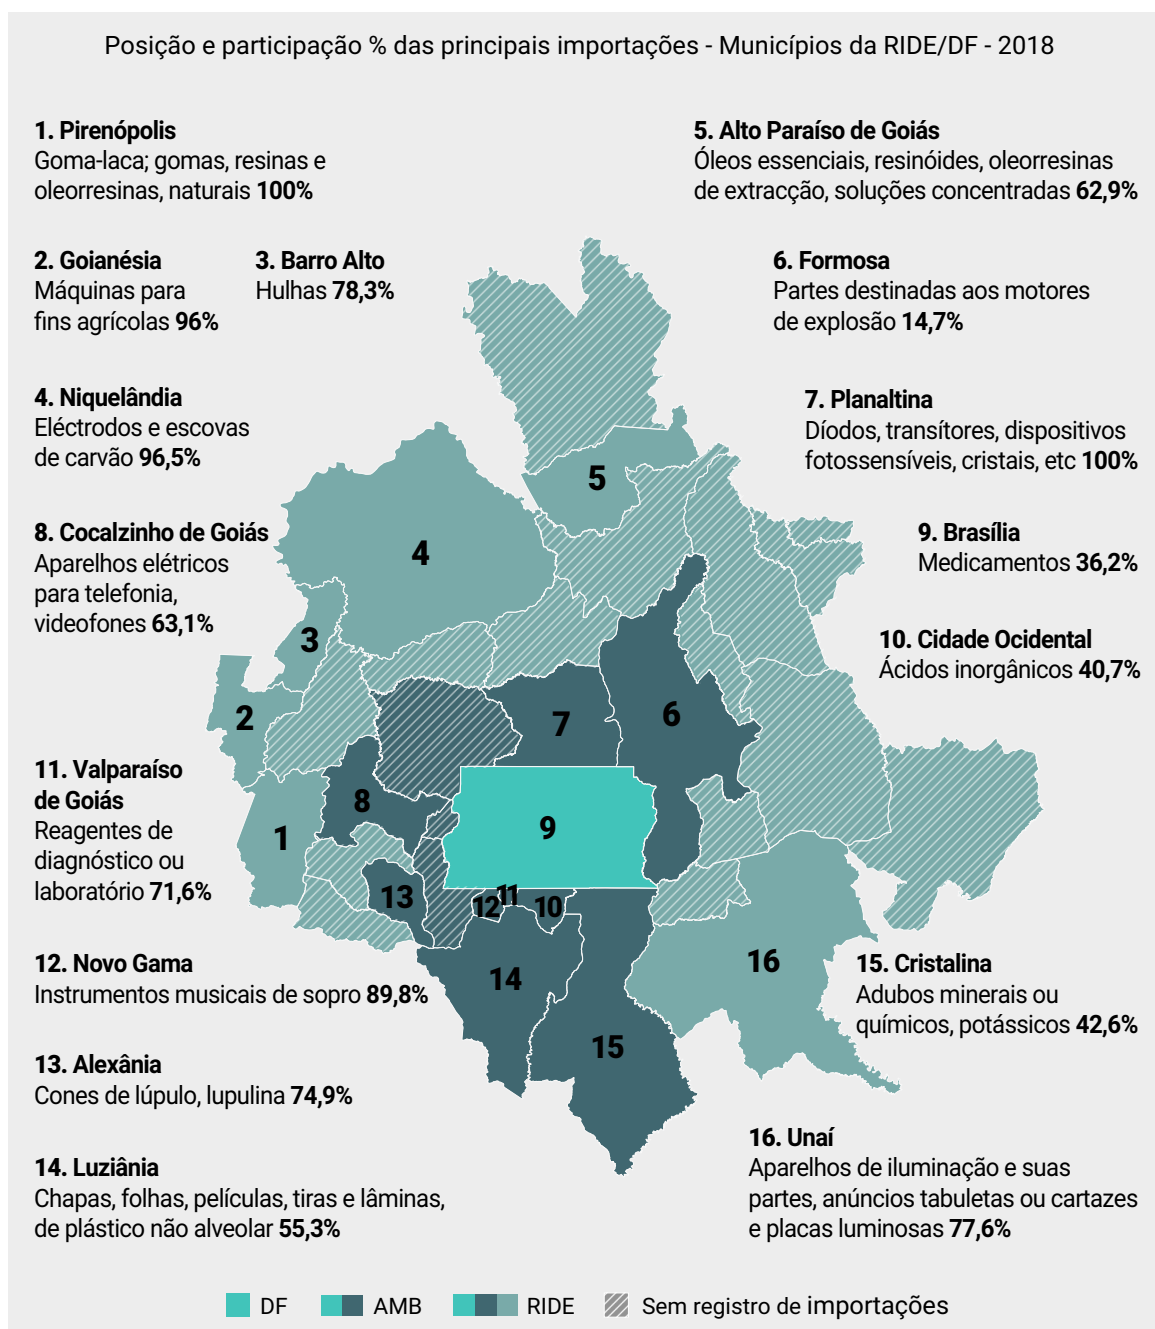 Posição e participação % das principais importações - Municípios da RIDE/DF - 2018
1. Pirenópolis
Goma-laca; gomas, resinas e
oleorresinas, naturais 100%
5. Alto Paraíso de Goiás
Óleos essenciais, resinóides, oleorresinas
de extracção, soluções concentradas 62,9%
2. Goianésia
Máquinas para
fins agrícolas 96%
3. Barro Alto
Hulhas 78,3%
6. Formosa
Partes destinadas aos motores
de explosão 14,7%
4. Niquelândia
Eléctrodos e escovas
de carvão 96,5%
7. Planaltina
Díodos, transítores, dispositivos
fotossensíveis, cristais, etc 100%
8. Cocalzinho de Goiás
Aparelhos elétricos
para telefonia,
videofones 63,1%
9. Brasília
Medicamentos 36,2%
10. Cidade Ocidental
Ácidos inorgânicos 40,7%
11. Valparaíso
de Goiás
Reagentes de
diagnóstico ou
laboratório 71,6%
12. Novo Gama
Instrumentos musicais de sopro 89,8%
13. Alexânia
Cones de lúpulo, lupulina 74,9%
14. Luziânia
Chapas, folhas, películas, tiras e lâminas,
de plástico não alveolar 55,3%
15. Cristalina
Adubos minerais ou
químicos, potássicos 42,6%
16. Unaí
Aparelhos de iluminação e suas
partes, anúncios tabuletas ou cartazes
e placas luminosas 77,6%
5
4
3
2
7
6
8
1
9
13
12
11
10
14
16
15
DF
AMB
RIDE
Sem registro de importações